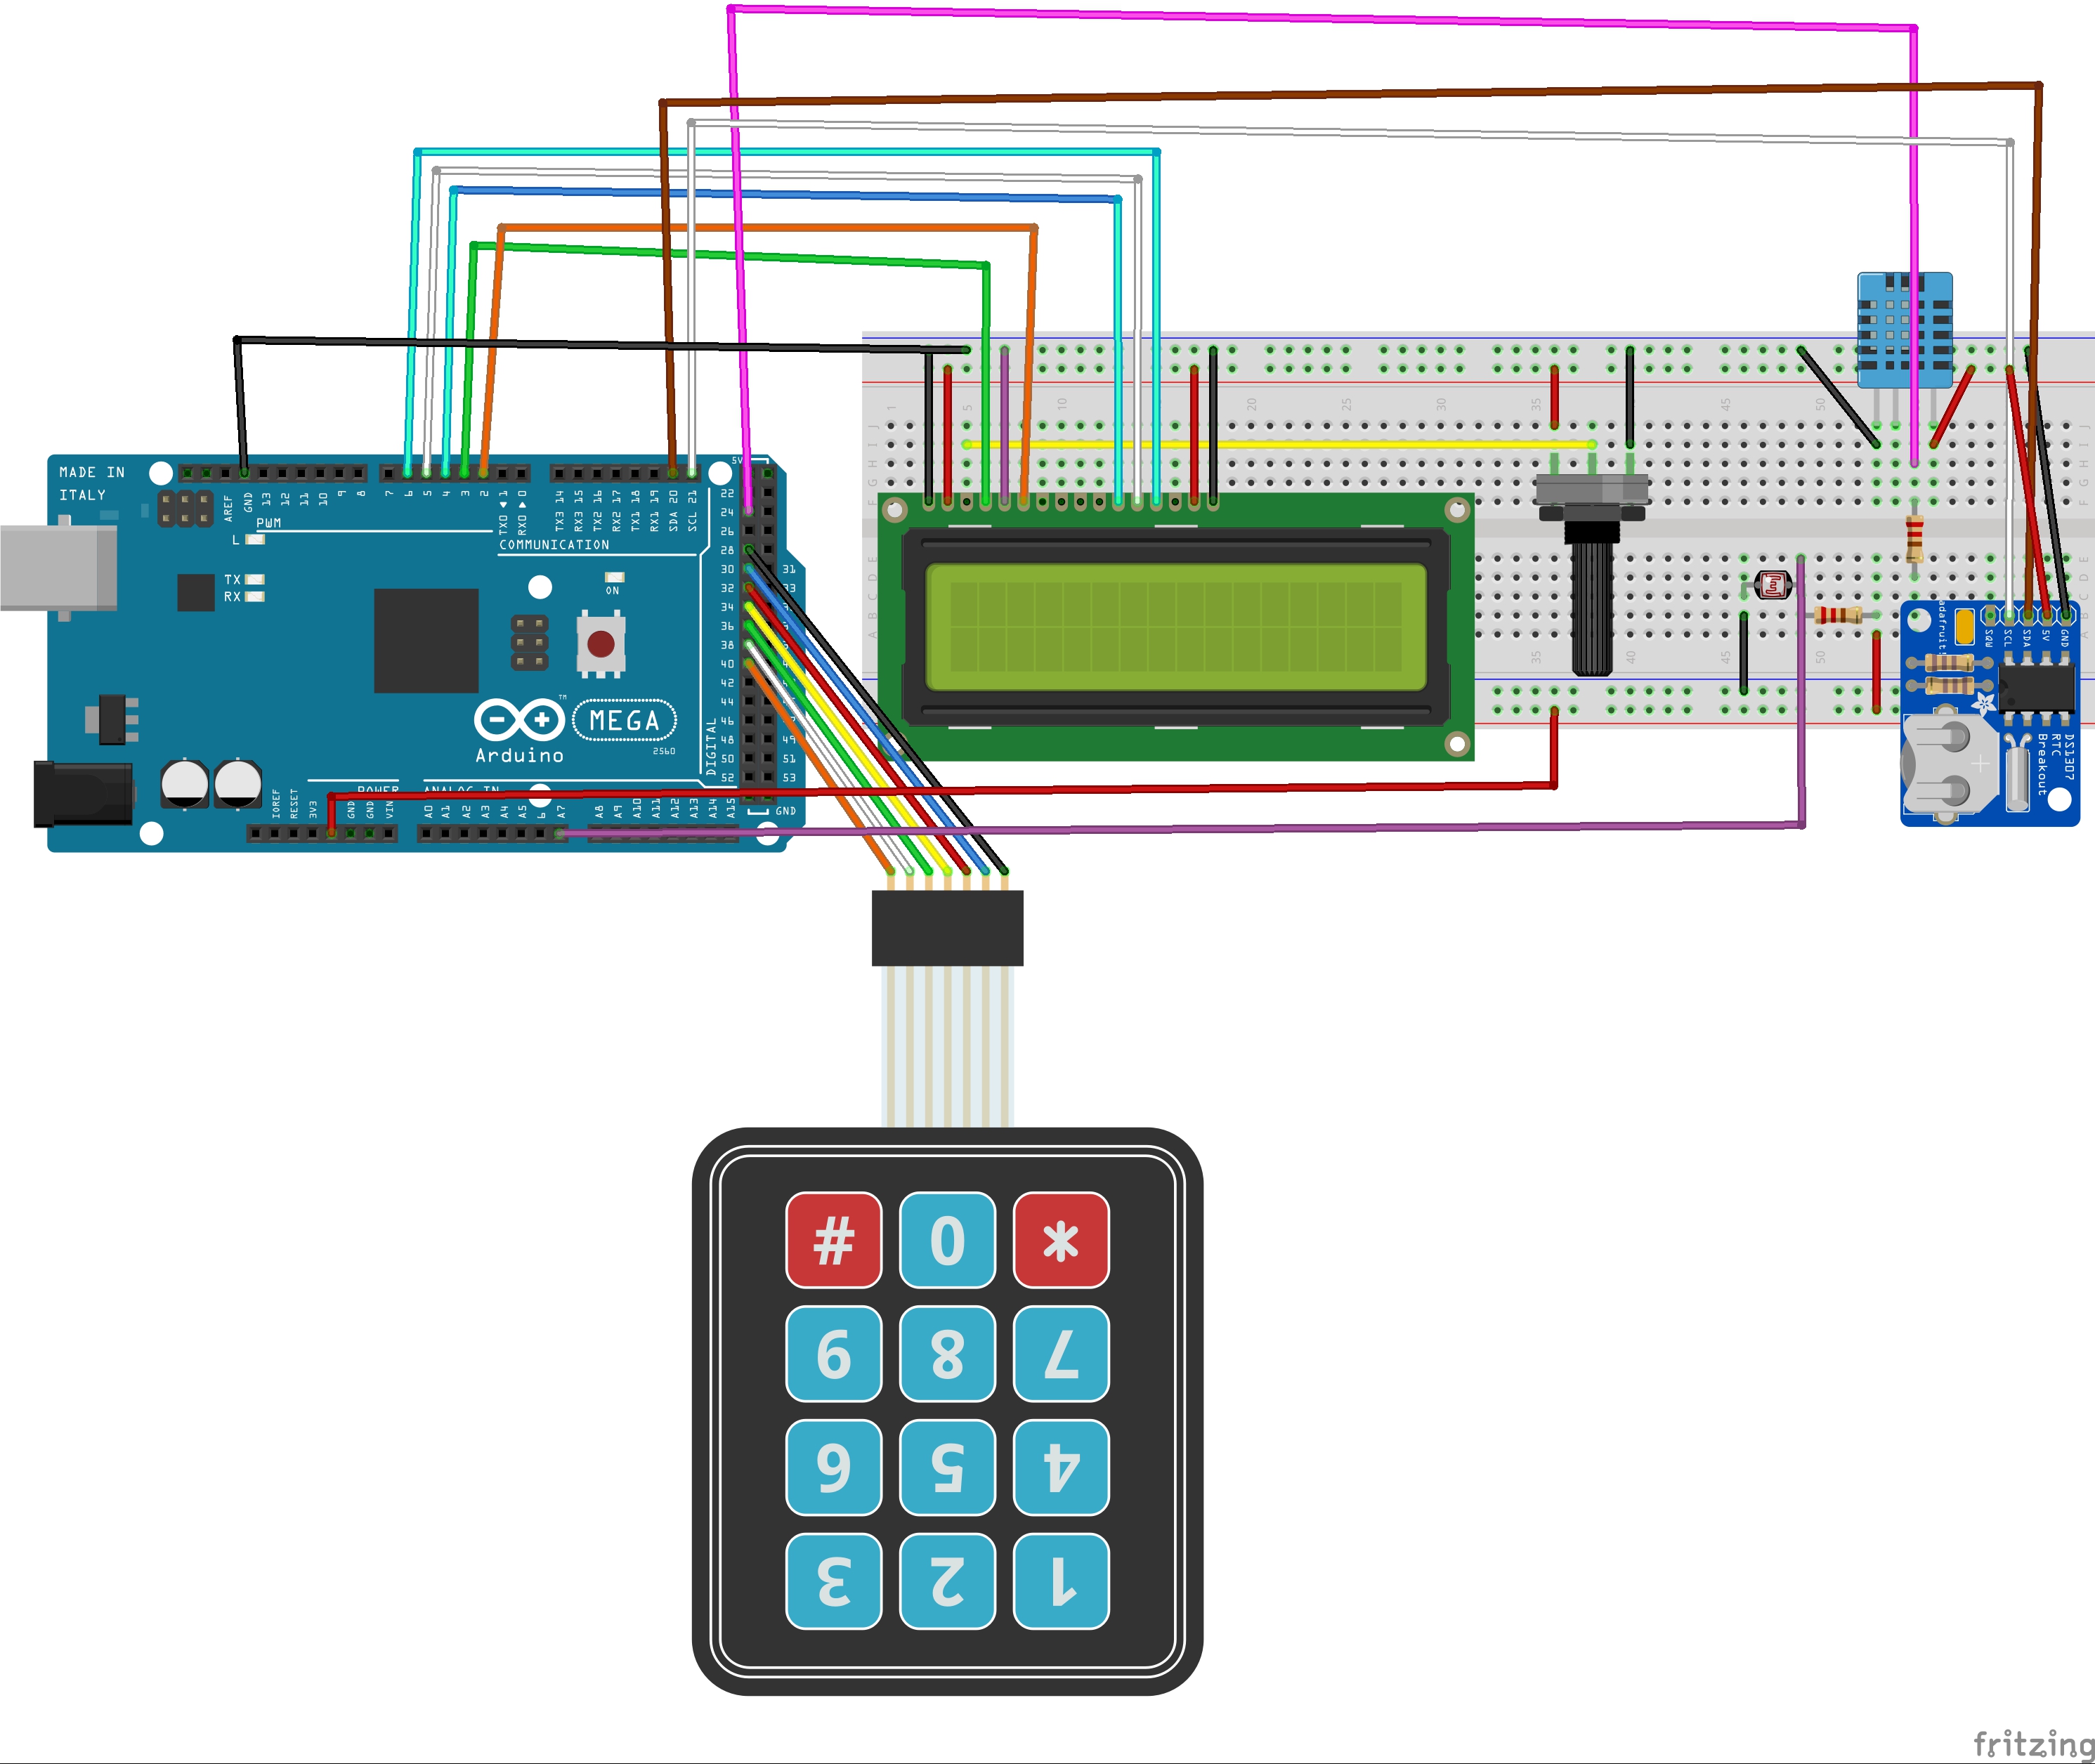 MADE IN
ITALY
AREF
GND
13
12
11
10
9
8
7
6
5
4
3
2
TX0 1
RX0 0
TX3 14
RX3 15
TX2 16
RX2 17
TX1 18
RX1 19
SDA 20
SCL 21
PWM
COMMUNICATION
L
TX
RX
ON
5V
22
24
26
28
30
31
32
33
34
36
38
40
42
44
46
48
49
50
51
52
53
GND
DIGITAL
MEGA
2560
Arduino
TM
POWER
ANALOG IN
IOREF
RESET
3V3
GND
GND
VIN
A0
A1
A2
A3
A4
A5
A7
A8
A9
A10
A11
A12
A13
A14
A15
1
5
10
20
25
30
35
45
50
J
I
H
G
F
E
D
C
B
A
35
40
45
50
adafruit!
SQW
SCL
SDA
5V
GND
DS1307
RTC
Breakout
# 0 *
9 8 7
6 5 4
3 2 1
fritzing